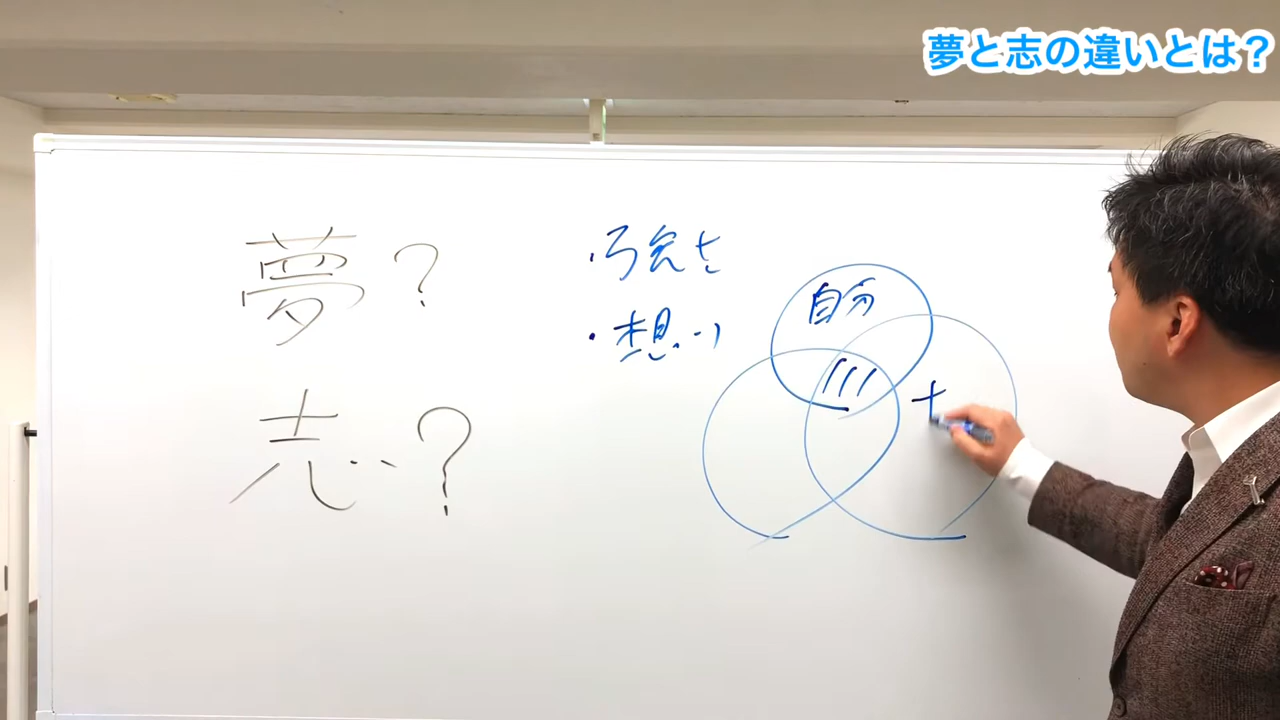 夢と志の違いとは?
夢?
志?
・強さ
・想い
自分